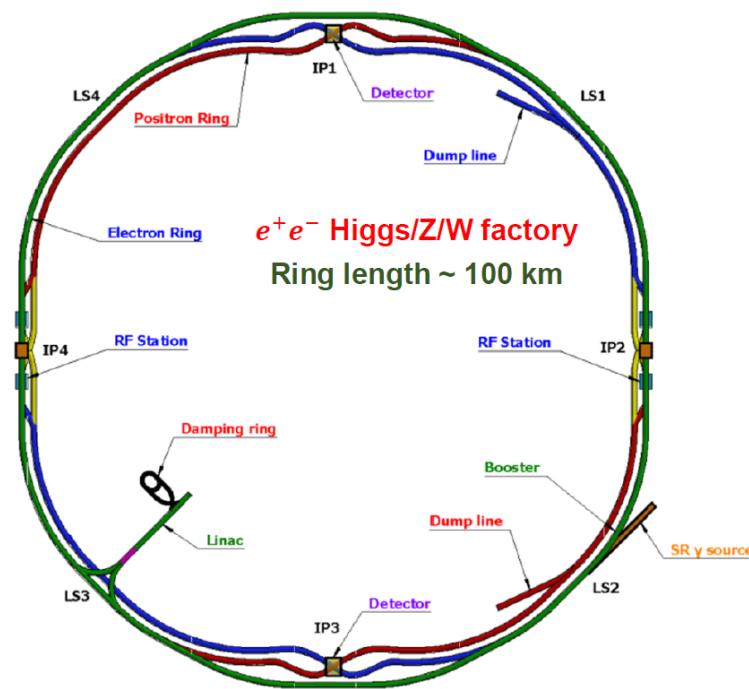 IP1
LS4
Detector
LS1
Positron Ring
Dump line
Electron Ring
e⁺e⁻ Higgs/Z/W factory
Ring length ~ 100 km
RF Station
RF Station
IP4
IP2
Damping ring
Booster
Linac
Dump line
SR γ source
LS3
LS2
Detector
IP3